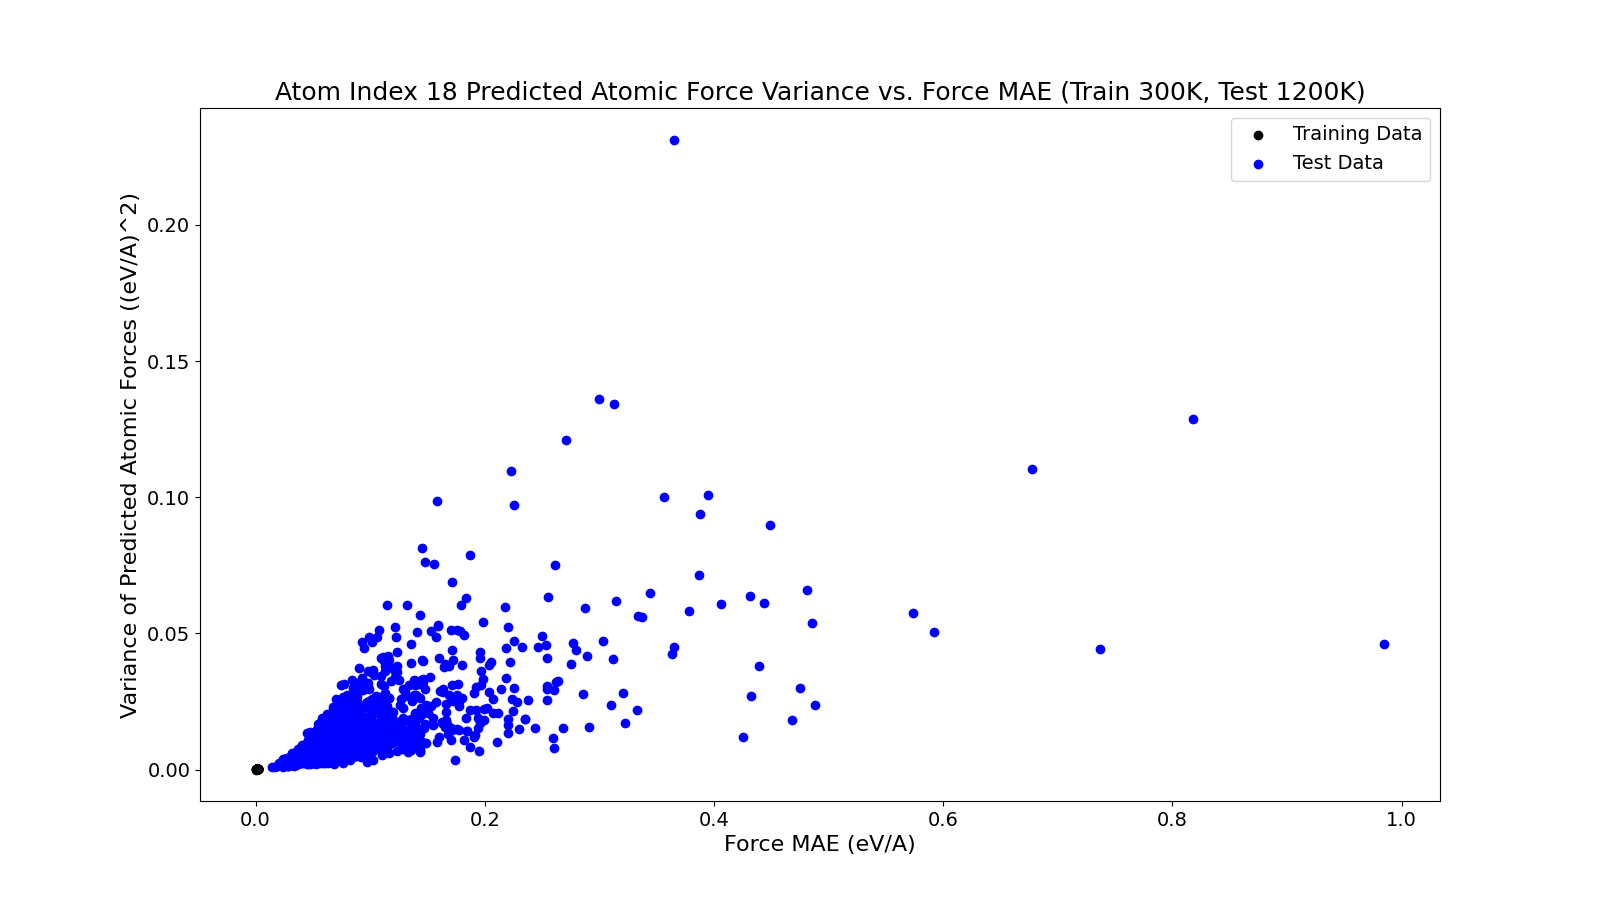 Atom Index 18 Predicted Atomic Force Variance vs. Force MAE (Train 300K, Test 1200K)
Training Data
Test Data
Variance of Predicted Atomic Forces ((eV/A)^2)
0.20
0.15
0.10
0.05
0.00
0.0 0.2 0.4 0.6 0.8 1.0
Force MAE (eV/A)